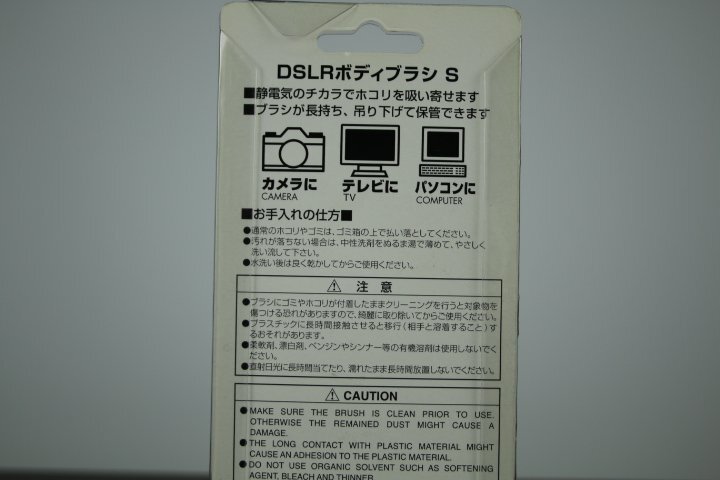 DSLRボディブラシ S
■静電気のチカラでホコリを吸い寄せます
■ブラシが長持ち、吊り下げて保管できます
カメラに テレビに パソコンに
CAMERA TV COMPUTER
■お手入れの仕方■
●通常のホコリやゴミは、ゴミ箱の上で払い落としてください。
●汚れが落ちない場合は、中性洗剤をぬるま湯で薄めて、やさしく
洗い流して下さい。
●水洗い後は良く乾かしてからご使用ください。
⚠ 注意
●ブラシにゴミやホコリが付着したままクリーニングを行うと対象物を
傷つける恐れがありますので、綺麗に取り除いてからご使用ください。
●プラスチックに長時間接触させると移行(相手と溶着すること)す
るおそれがあります。
●柔軟剤、漂白剤、ベンジンやシンナー等の有機溶剤は使用しないでく
ださい。
●直射日光に長時間当てたり、濡れたまま長時間放置しないでください。
⚠ CAUTION
●MAKE SURE THE BRUSH IS CLEAN PRIOR TO USE.
OTHERWISE THE REMAINED DUST MIGHT CAUSE A
DAMAGE.
●THE LONG CONTACT WITH PLASTIC MATERIAL MIGHT
CAUSE AN ADHESION TO THE PLASTIC MATERIAL.
●DO NOT USE ORGANIC SOLVENT SUCH AS SOFTENING
AGENT, BLEACH AND THINNER.